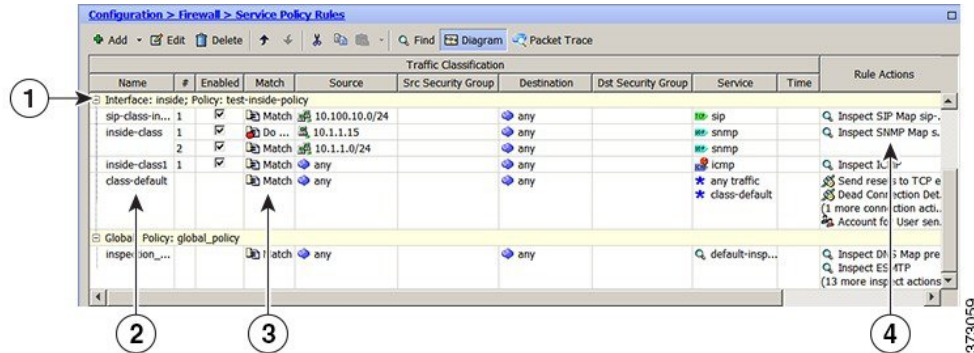 Configuration > Firewall > Service Policy Rules
Add Edit Delete Find Diagram Packet Trace
Traffic Classification
Name # Enabled Match Source Src Security Group Destination Dst Security Group Service Time Rule Actions
1
Interface: inside; Policy: test-inside-policy
sip-class-in... 1 Match 10.100.10.0/24 any sip Inspect SIP Map sip-.
inside-class 1 Do ... 10.1.1.15 any snmp Inspect SNMP Map s.
2 Match 10.1.1.0/24 any snmp
inside-class1 1 Match any any icmp Inspect
class-default Match any any any traffic Send resets to TCP e
class-default Dead Connection Det.
(1 more connection acti..
Account for User sen.
Global; Policy: global_policy
inspection_... Match any any default-insp... Inspect DNS Map pre
Inspect ESMTP
(13 more inspect actions
2 3 4
373059